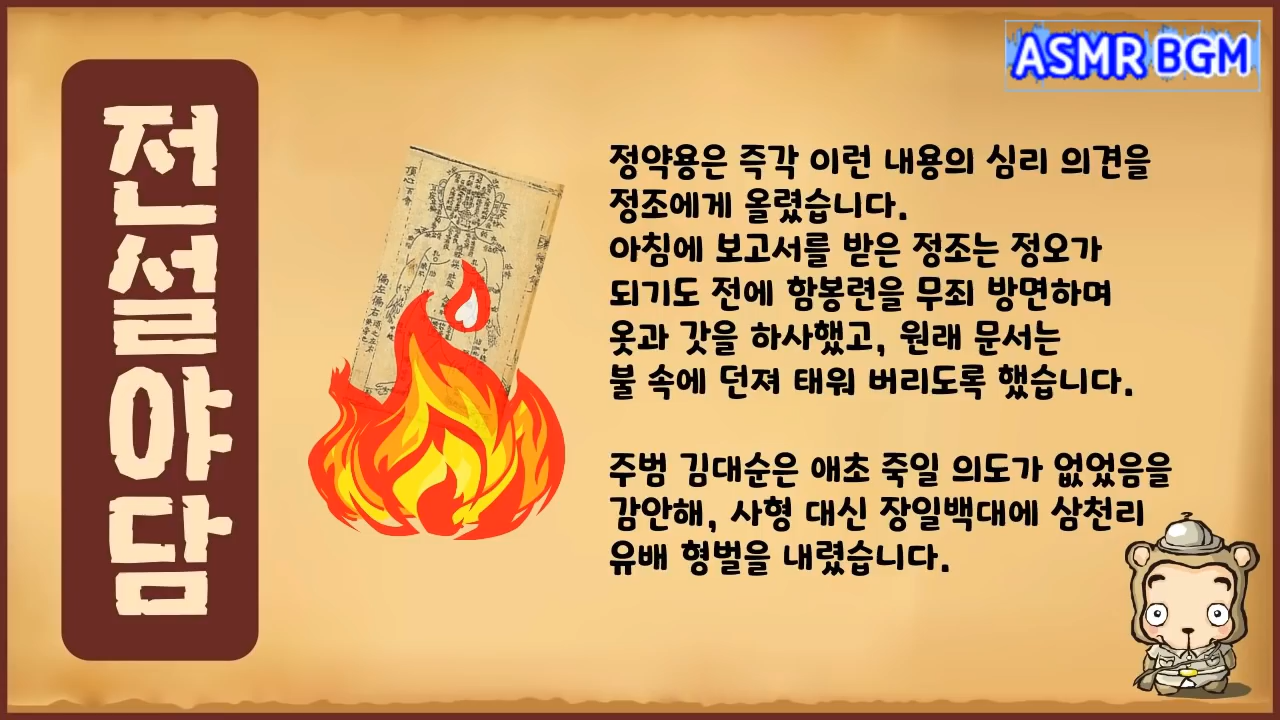 전설야담
ASMR BGM
정약용은 즉각 이런 내용의 심리 의견을
정조에게 올렸습니다.
아침에 보고서를 받은 정조는 정오가
되기도 전에 함봉련을 무죄 방면하며
옷과 갓을 하사했고, 원래 문서는
불 속에 던져 태워 버리도록 했습니다.
주범 김대순은 애초 죽일 의도가 없었음을
감안해, 사형 대신 장일백대에 삼천리
유배 형벌을 내렸습니다.